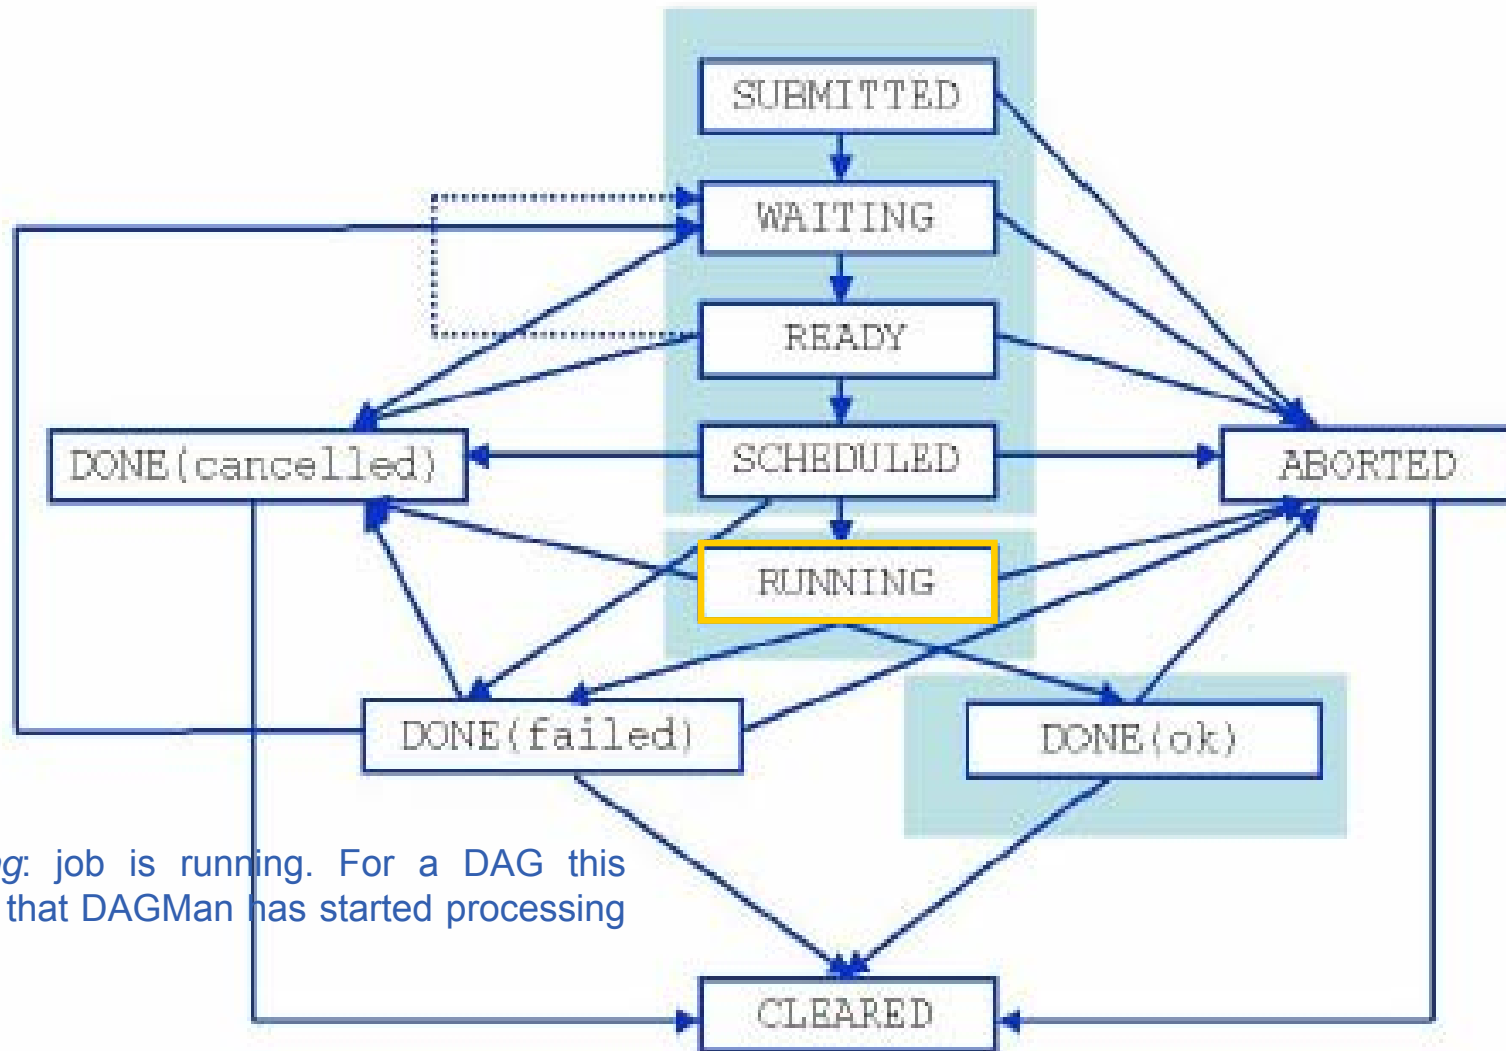 SUBMITTED
WAITING
READY
SCHEDULED
DONE(cancelled)
ABORTED
RUNNING
DONE(failed)
DONE(ok)
g: job is running. For a DAG this
that DAGMan has started processing
CLEARED